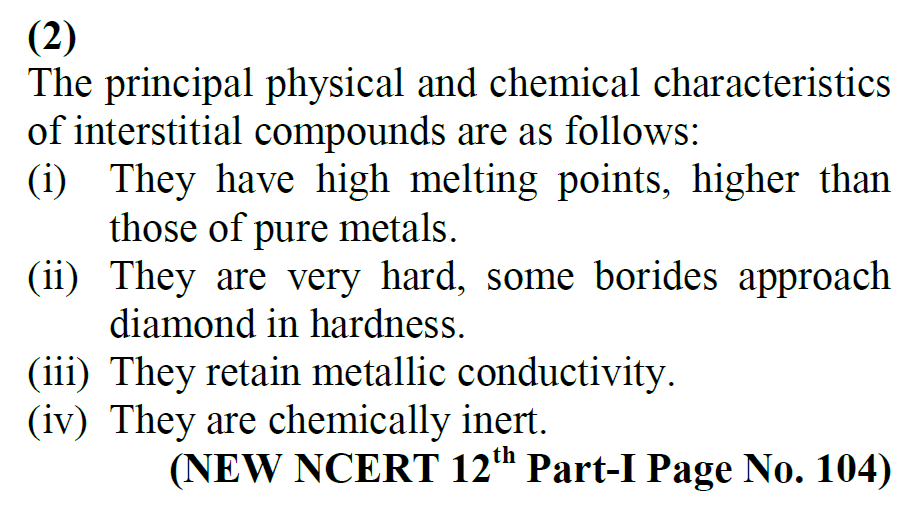 (2)
The principal physical and chemical characteristics
of interstitial compounds are as follows:
(i) They have high melting points, higher than
those of pure metals.
(ii) They are very hard, some borides approach
diamond in hardness.
(iii) They retain metallic conductivity.
(iv) They are chemically inert.
(NEW NCERT 12th Part-I Page No. 104)